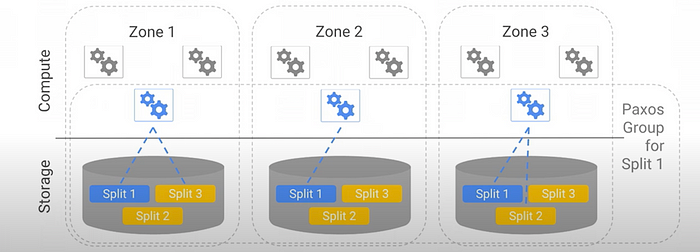 Zone 1
Zone 2
Zone 3
Compute
Paxos
Group
for
Split 1
Storage
Split 1
Split 3
Split 2
Split 1
Split 3
Split 2
Split 1
Split 3
Split 2